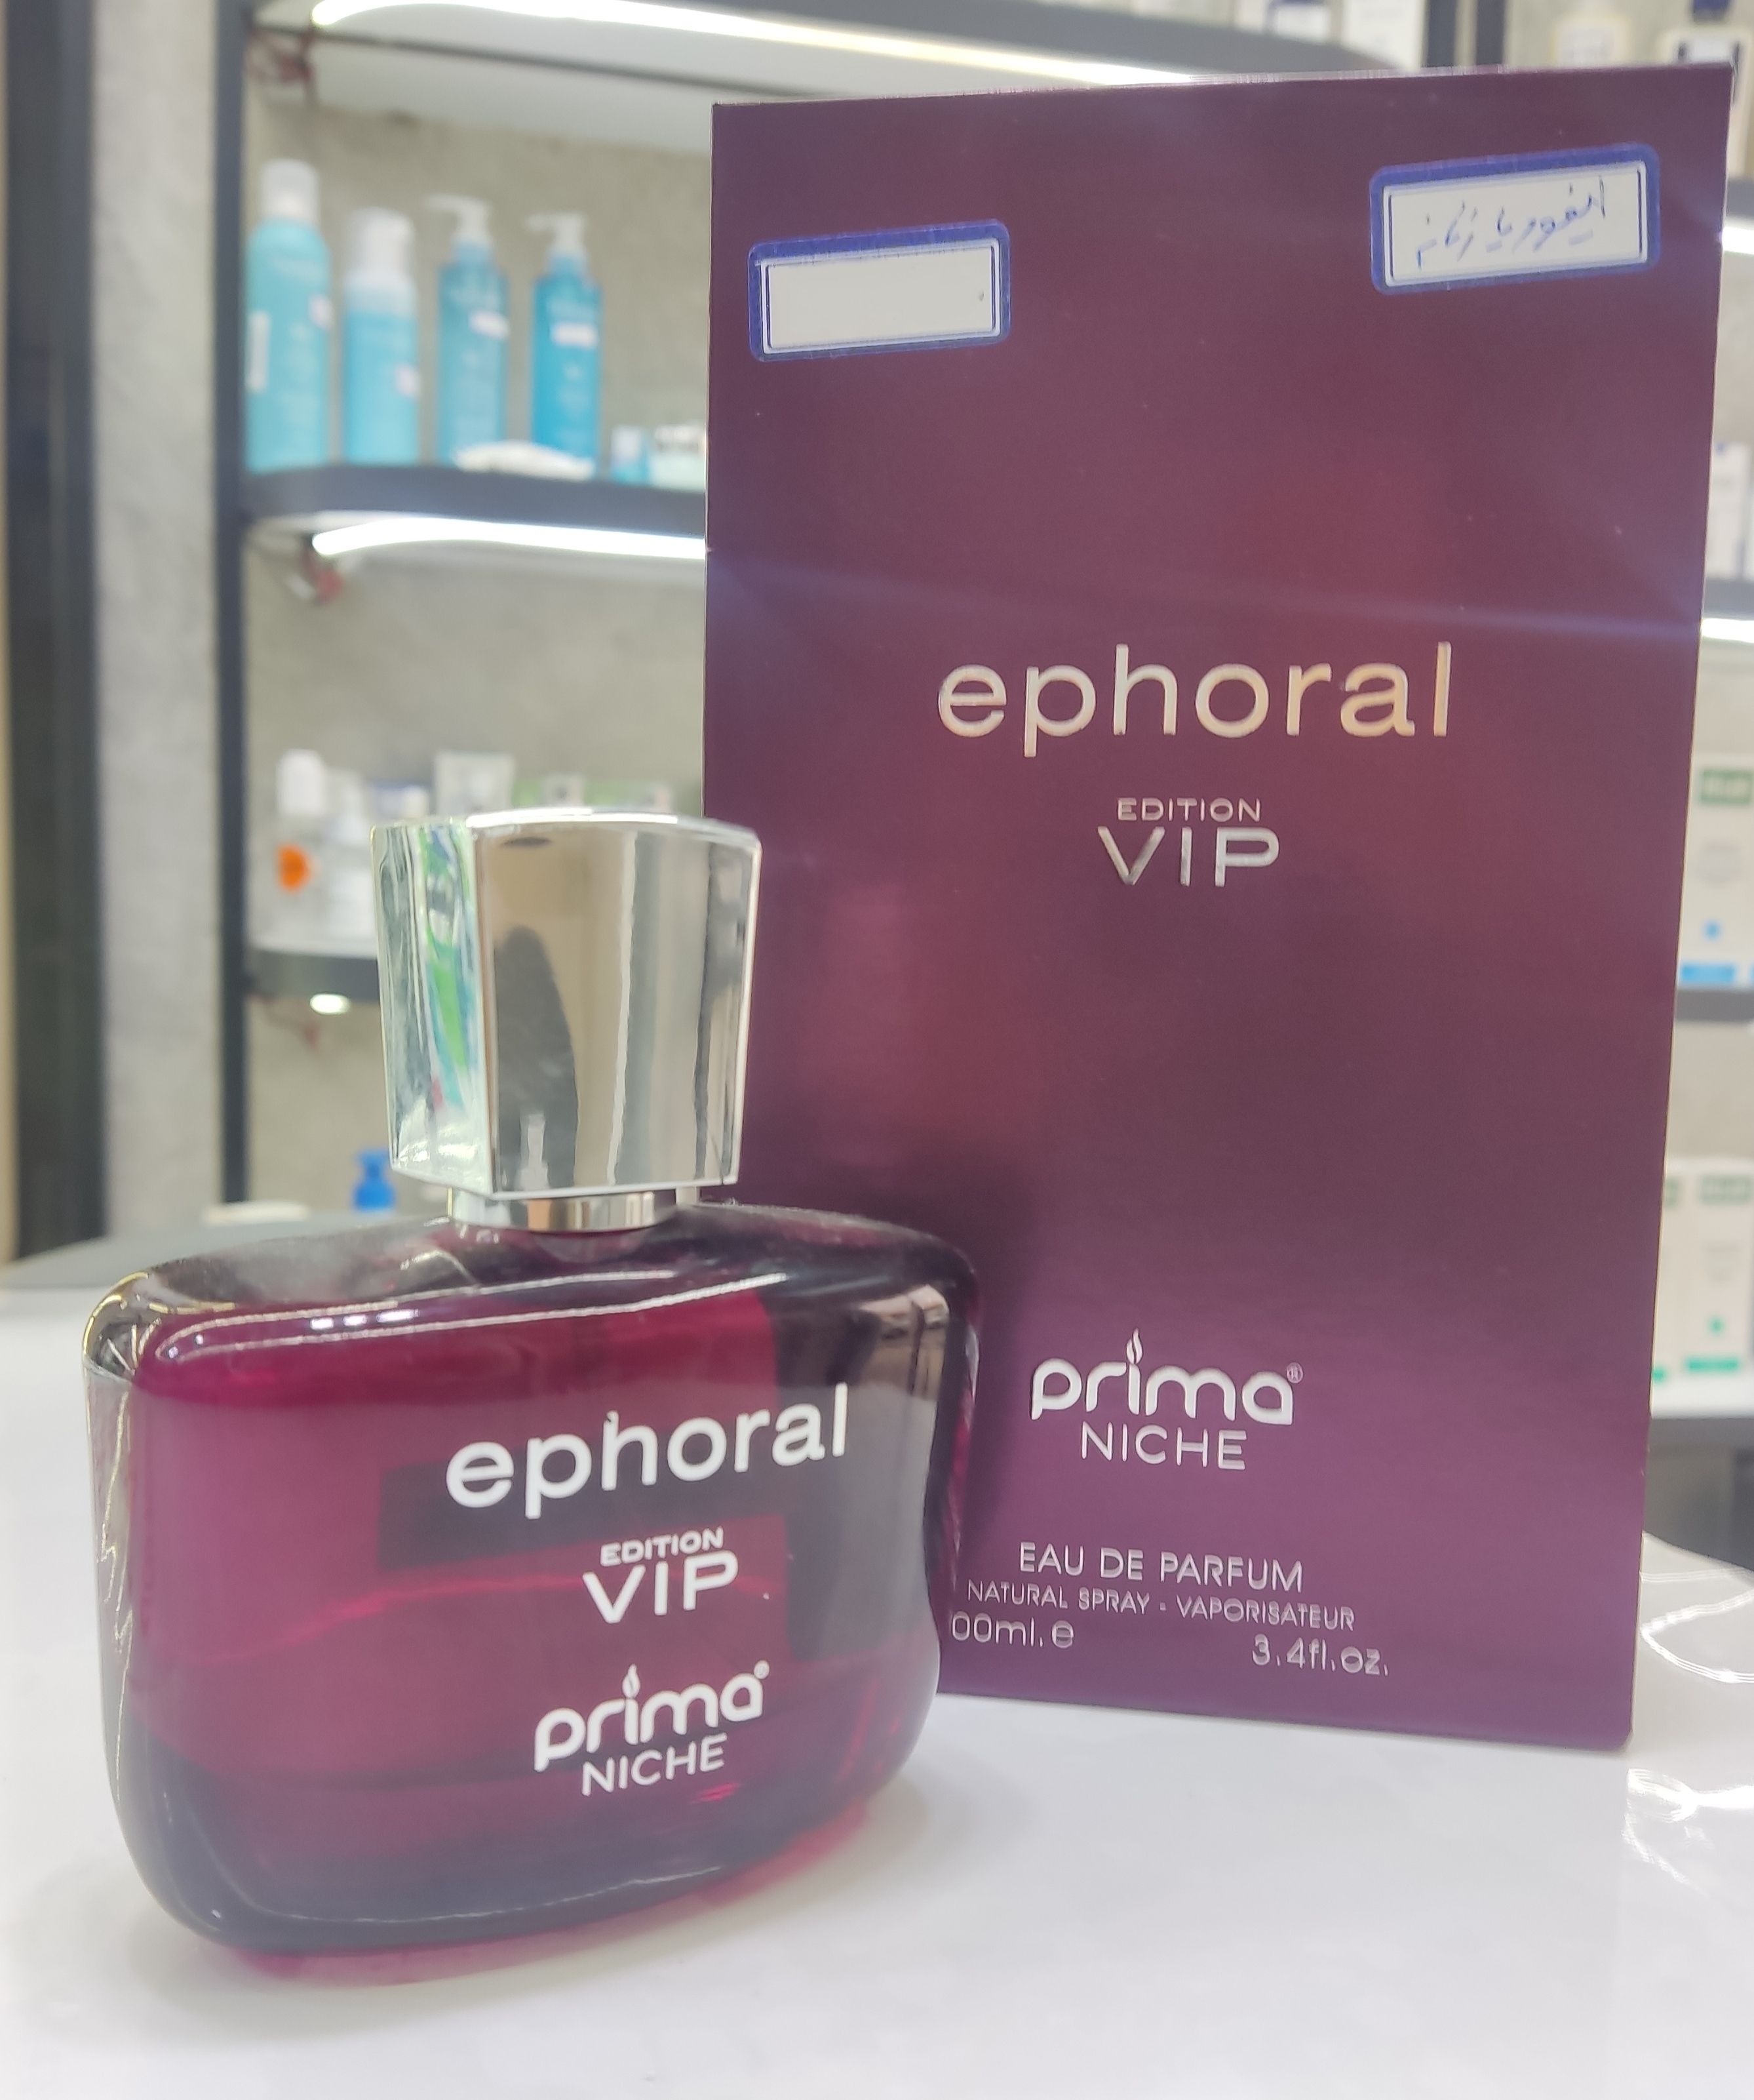 ephoral
EDITION
VIP
prima®
NICHE
EAU DE PARFUM
NATURAL SPRAY - VAPORISATEUR
00ml. e 3.4fl.oz.
ephoral
EDITION
VIP
prima®
NICHE